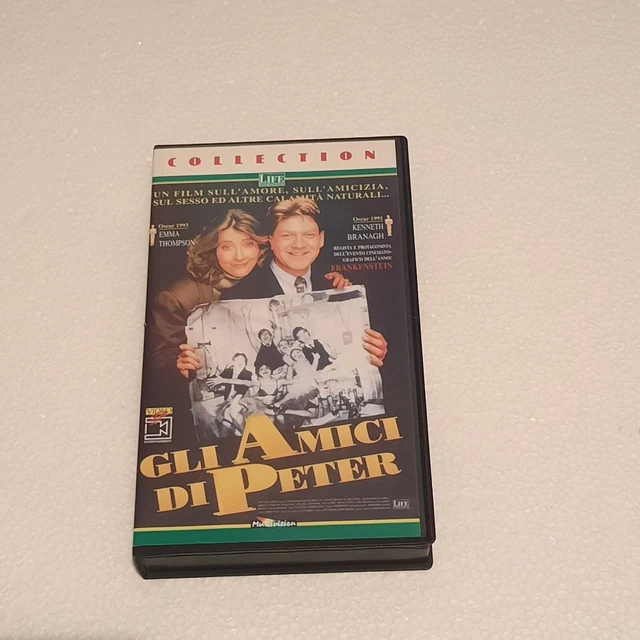 COLLECTION
LIFE
UN FILM SULL'AMORE, SULL'AMICIZIA,
SUL SESSO ED ALTRE CALAMITÀ NATURALI...
Oscar 1993
EMMA
THOMPSON
Oscar 1991
KENNETH
BRANAGH
REGISTA E PROTAGONISTA
DELL'EVENTO CINEMATO-
GRAFICO DELL'ANNO:
FRANKENSTEIN
GLI AMICI
DI PETER
LIFE
Multivision